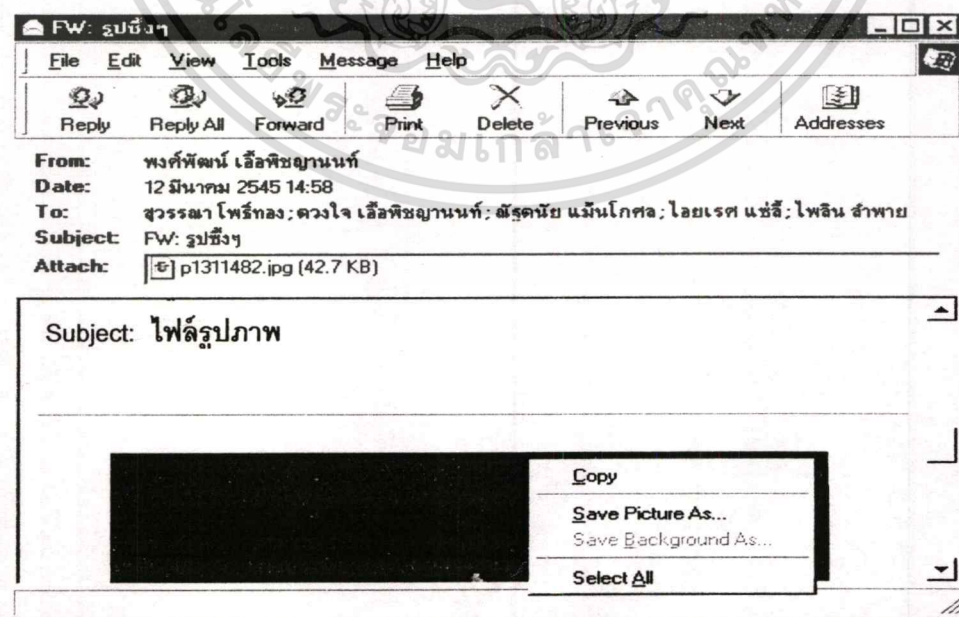 FW: รูปซึ้งๆ
File Edit View Tools Message Help
Reply Reply All Forward Print Delete Previous Next Addresses
From: พงศ์พัฒน์ เอื้อพิชญานนท์
Date: 12 มีนาคม 2545 14:58
To: สุวรรณา โพธิ์ทอง; ดวงใจ เอื้อพิชญานนท์; ณัฐดนัย แม้นโกศล; ไอยเรศ แซ่ลี้; ไพลิน ลำพาย
Subject: FW: รูปซึ้งๆ
Attach: p1311482.jpg (42.7 KB)
Subject: ไฟล์รูปภาพ
Copy
Save Picture As...
Save Background As...
Select All